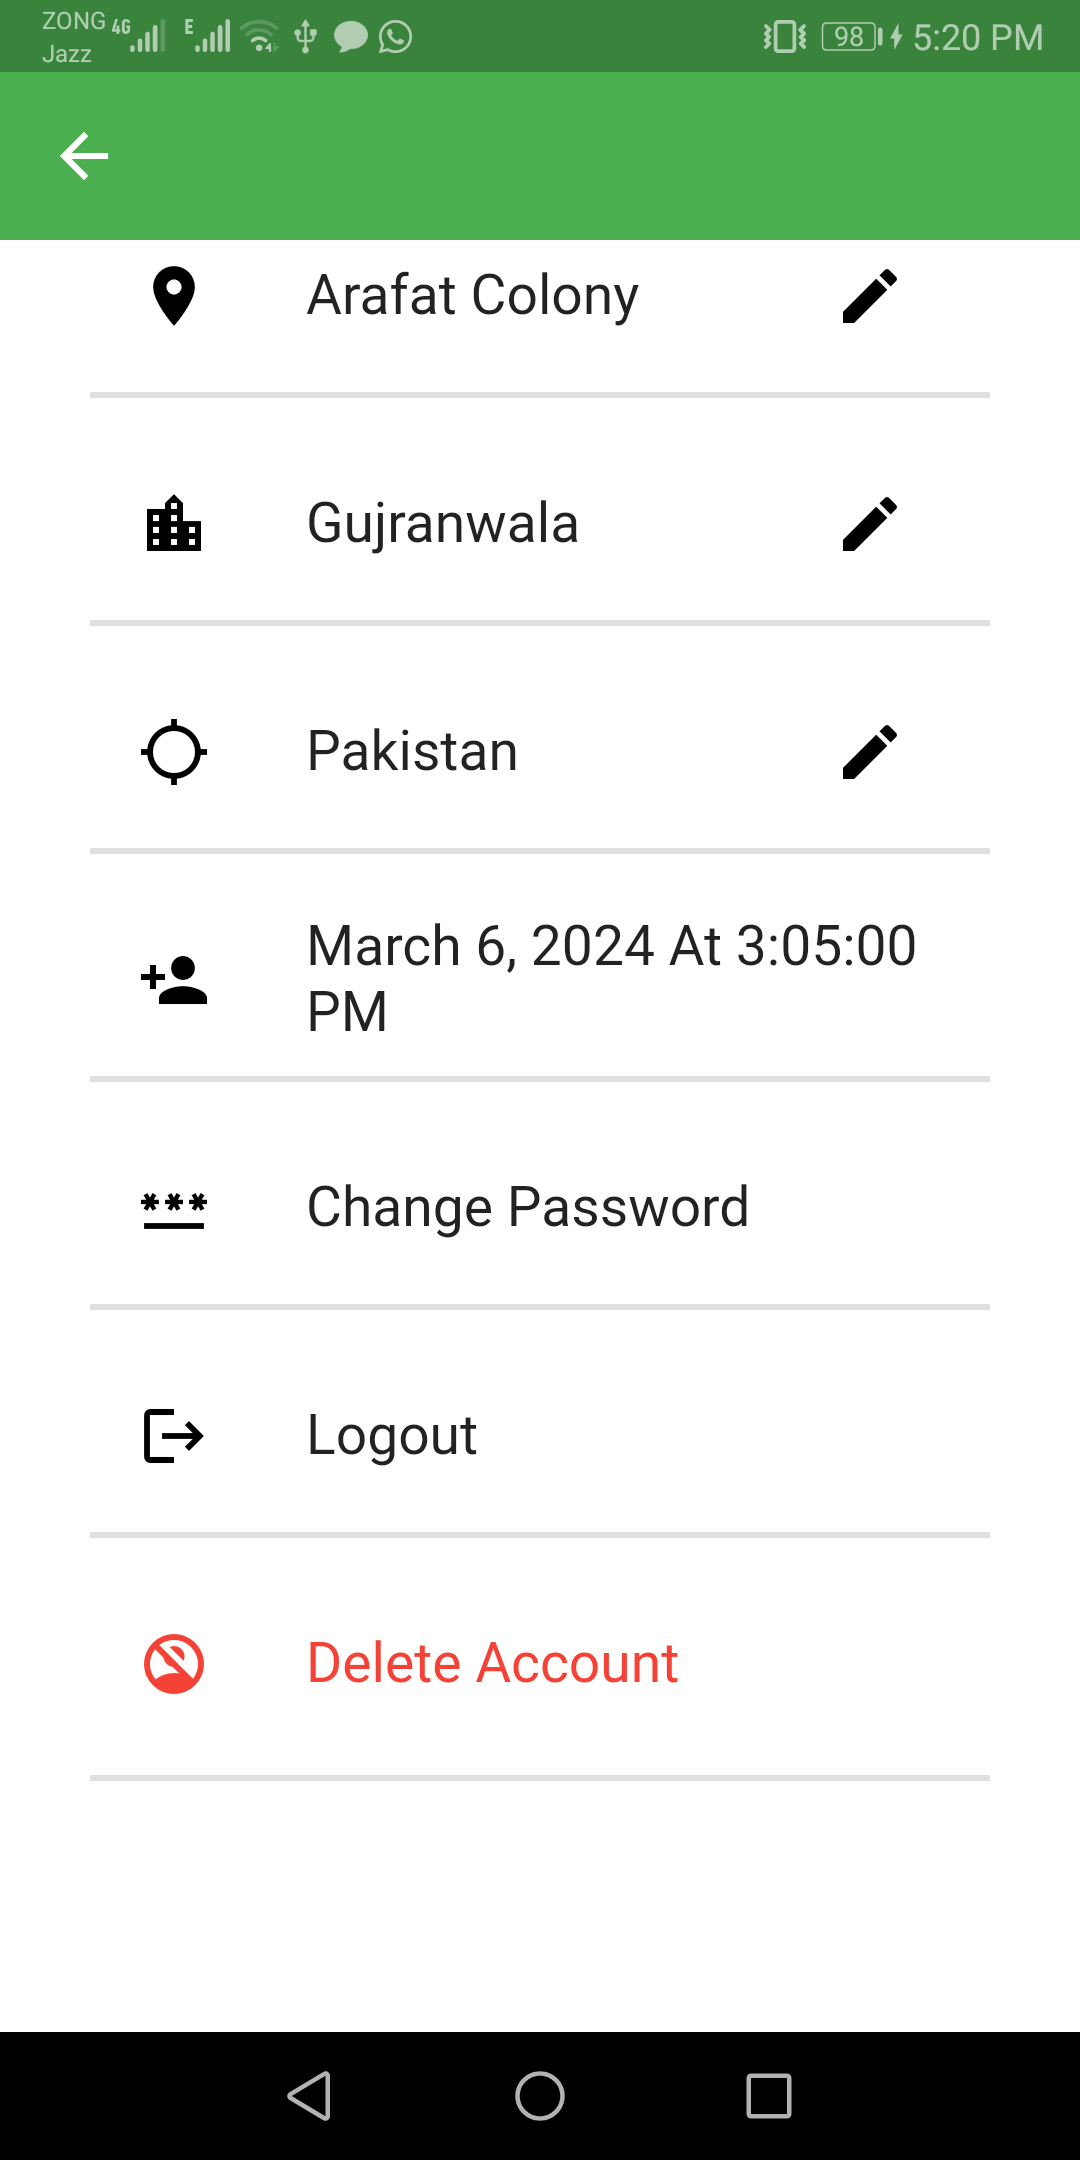 ZONG 4G E 98 5:20 PM
Jazz
Arafat Colony
Gujranwala
Pakistan
March 6, 2024 At 3:05:00
PM
Change Password
Logout
Delete Account